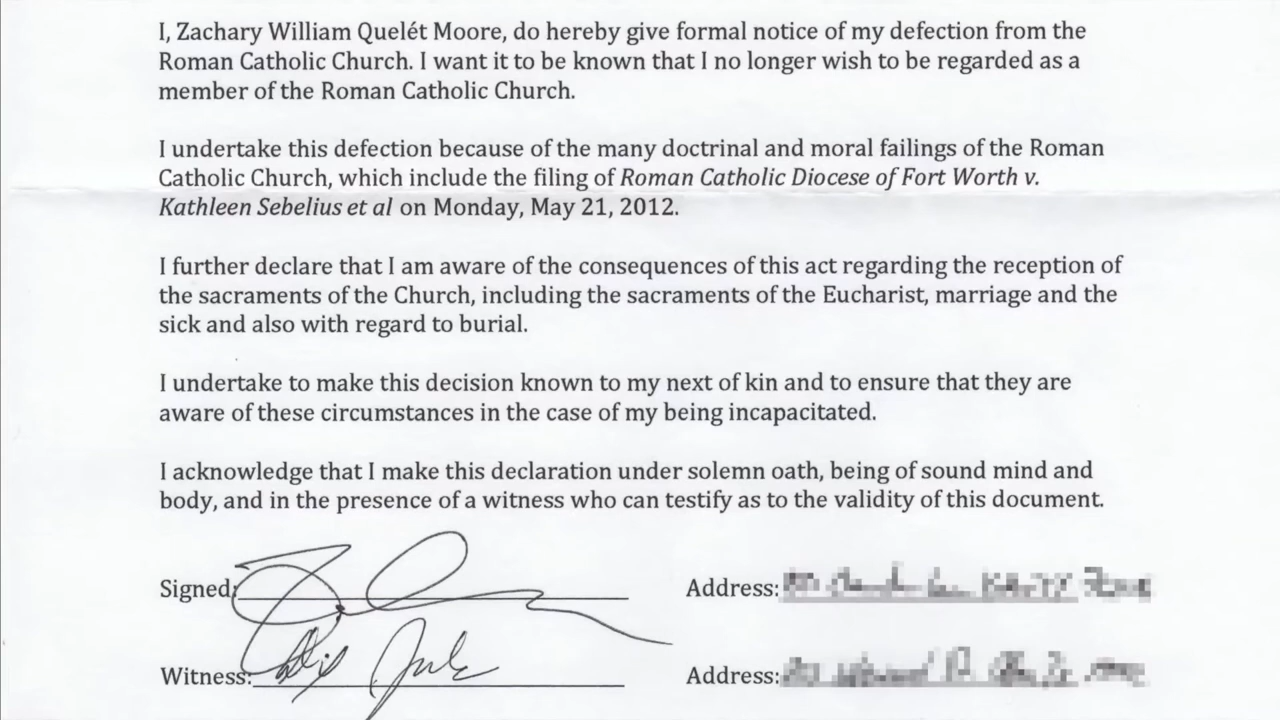 I, Zachary William Quelét Moore, do hereby give formal notice of my defection from the
Roman Catholic Church. I want it to be known that I no longer wish to be regarded as a
member of the Roman Catholic Church.
I undertake this defection because of the many doctrinal and moral failings of the Roman
Catholic Church, which include the filing of Roman Catholic Diocese of Fort Worth v.
Kathleen Sebelius et al on Monday, May 21, 2012.
I further declare that I am aware of the consequences of this act regarding the reception of
the sacraments of the Church, including the sacraments of the Eucharist, marriage and the
sick and also with regard to burial.
I undertake to make this decision known to my next of kin and to ensure that they are
aware of these circumstances in the case of my being incapacitated.
I acknowledge that I make this declaration under solemn oath, being of sound mind and
body, and in the presence of a witness who can testify as to the validity of this document.
Signed: Address:
Witness: Address: